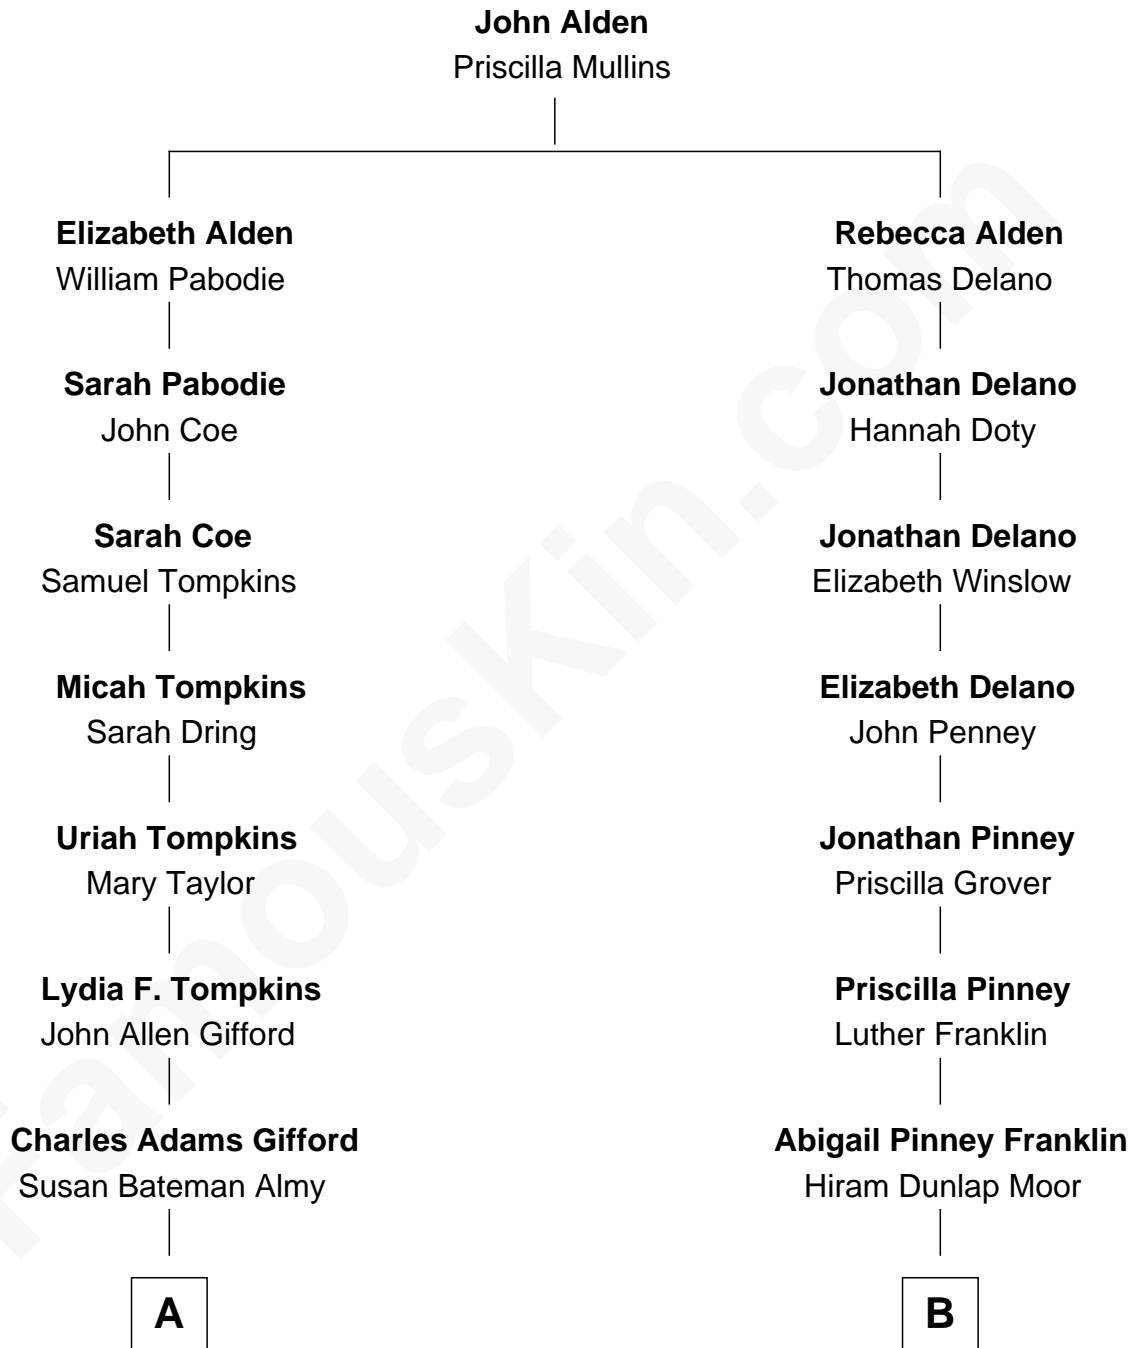 John Alden
Priscilla Mullins
Elizabeth Alden
William Pabodie
Sarah Pabodie
John Coe
Sarah Coe
Samuel Tompkins
Micah Tompkins
Sarah Dring
Uriah Tompkins
Mary Taylor
Lydia F. Tompkins
John Allen Gifford
Charles Adams Gifford
Susan Bateman Almy
A
Rebecca Alden
Thomas Delano
Jonathan Delano
Hannah Doty
Jonathan Delano
Elizabeth Winslow
Elizabeth Delano
John Penney
Jonathan Pinney
Priscilla Grover
Priscilla Pinney
Luther Franklin
Abigail Pinney Franklin
Hiram Dunlap Moor
B
FamousKin.com